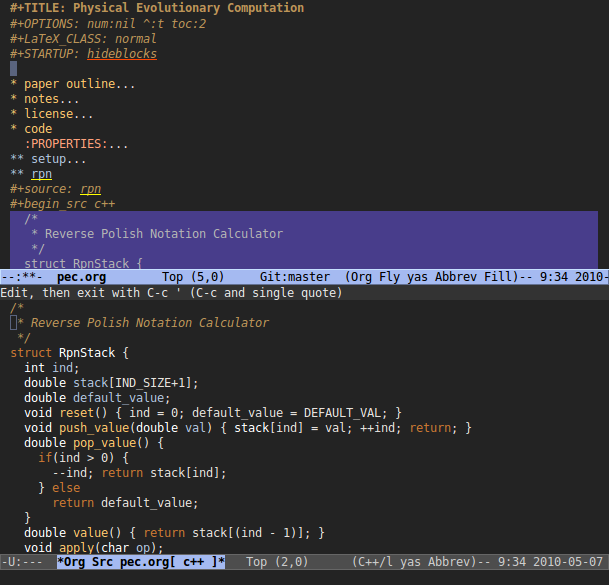 #+TITLE: Physical Evolutionary Computation
#+OPTIONS: num:nil ^:t toc:2
#+LaTeX_CLASS: normal
#+STARTUP: hideblocks
* paper outline...
* notes...
* license...
* code
  :PROPERTIES:...
** setup...
** rpn
#+source: rpn
#+begin_src c++
  /*
   * Reverse Polish Notation Calculator
   */
  struct RpnStack {
--:**-  pec.org        Top (5,0)     Git:master  (Org Fly yas Abbrev Fill)-- 9:34 2010-
Edit, then exit with C-c ' (C-c and single quote)
/*
 * Reverse Polish Notation Calculator
 */
struct RpnStack {
  int ind;
  double stack[IND_SIZE+1];
  double default_value;
  void reset() { ind = 0; default_value = DEFAULT_VAL; }
  void push_value(double val) { stack[ind] = val; ++ind; return; }
  double pop_value() {
    if(ind > 0) {
      --ind; return stack[ind];
    } else
      return default_value;
  }
  double value() { return stack[(ind - 1)]; }
  void apply(char op);
-U:---  *Org Src pec.org[ c++ ]*   Top (2,0)      (C++/l yas Abbrev)-- 9:34 2010-05-07